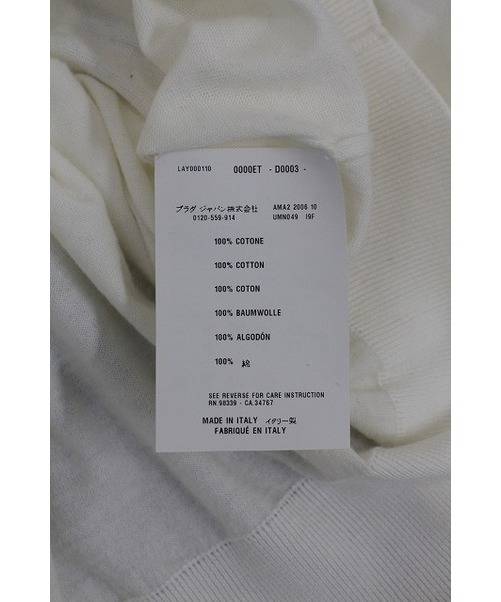 LAY000110 0000ET - D0003 -
プラダ ジャパン株式会社 AMA2 2006 10
0120-559-914 UMN049 I9F
100% COTONE
100% COTTON
100% COTON
100% BAUMWOLLE
100% ALGODÓN
100% 綿
SEE REVERSE FOR CARE INSTRUCTION
RN.98339 - CA.34767
MADE IN ITALY イタリー製
FABRIQUÉ EN ITALY